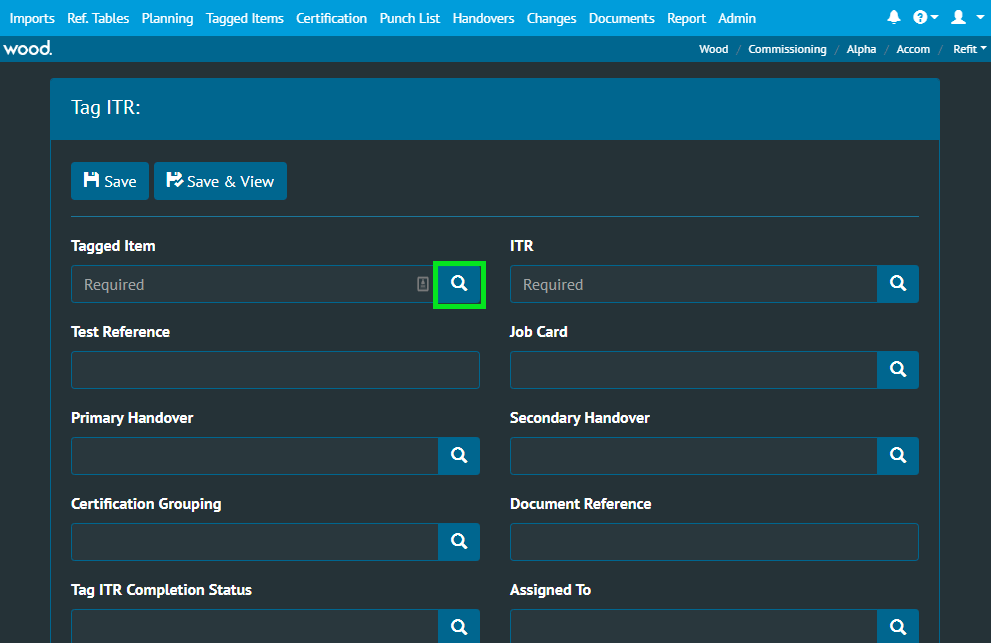 Imports Ref. Tables Planning Tagged Items Certification Punch List Handovers Changes Documents Report Admin
wood. Wood / Commissioning / Alpha / Accom / Refit
Tag ITR:
Save Save & View
Tagged Item ITR
Required Required
Test Reference Job Card
Primary Handover Secondary Handover
Certification Grouping Document Reference
Tag ITR Completion Status Assigned To